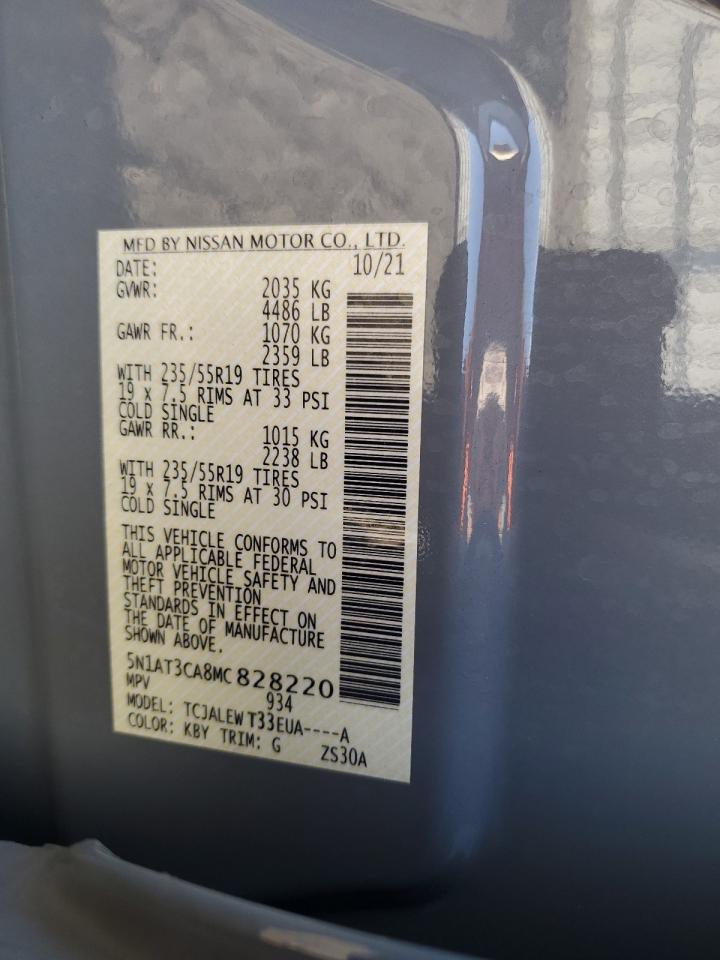 MFD BY NISSAN MOTOR CO., LTD.
DATE: 10/21
GVWR: 2035 KG
4486 LB
GAWR FR.: 1070 KG
2359 LB
WITH 235/55R19 TIRES
19 x 7.5 RIMS AT 33 PSI
COLD SINGLE
GAWR RR.: 1015 KG
2238 LB
WITH 235/55R19 TIRES
19 x 7.5 RIMS AT 30 PSI
COLD SINGLE
THIS VEHICLE CONFORMS TO
ALL APPLICABLE FEDERAL
MOTOR VEHICLE SAFETY AND
THEFT PREVENTION
STANDARDS IN EFFECT ON
THE DATE OF MANUFACTURE
SHOWN ABOVE.
5N1AT3CA8MC 828220
MPV 934
MODEL: TCJALEW T33EUA----A
COLOR: KBY TRIM: G ZS30A